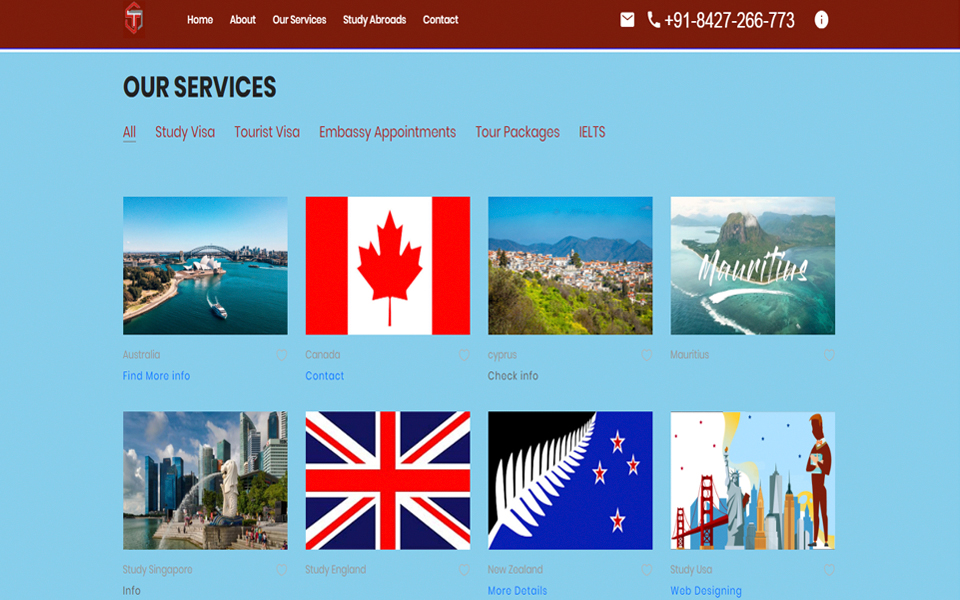 Home About Our Services Study Abroads Contact +91-8427-266-773
OUR SERVICES
All Study Visa Tourist Visa Embassy Appointments Tour Packages IELTS
Mauritius
Australia Canada cyprus Mauritius
Find More info Contact Check info
Study Singapore Study England New Zealand Study Usa
Info More Details Web Designing